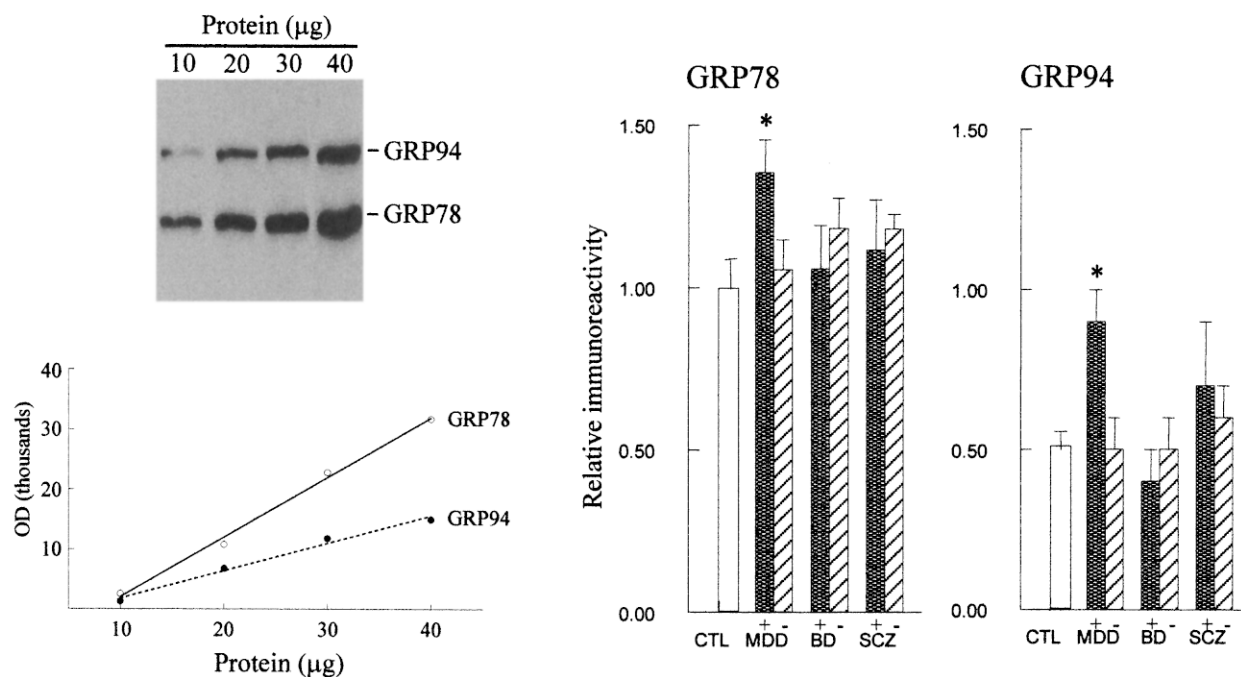 Protein (µg)
10 20 30 40
GRP94
GRP78
40
30
20
10
OD (thousands)
GRP78
GRP94
10 20 30 40
Protein (µg)
GRP78
1.50
*
1.00
0.50
0.00
Relative immunoreactivity
+ - + - + -
CTL MDD BD SCZ
GRP94
1.50
*
1.00
0.50
0.00
+ - + - + -
CTL MDD BD SCZ